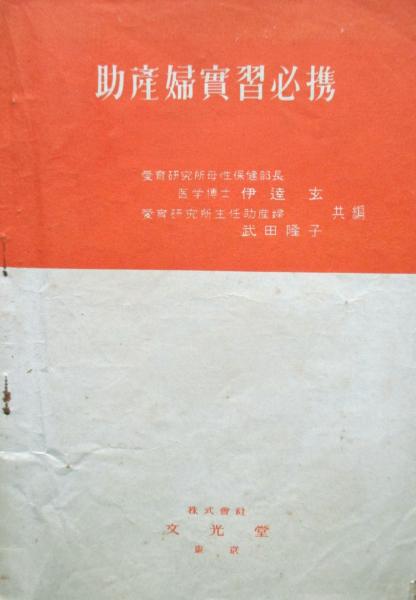 助産婦實習必携
愛育研究所母性保健部長
医学博士 伊達 玄
愛育研究所主任助産婦 共編
武田隆子
株式會社
文光堂
東京